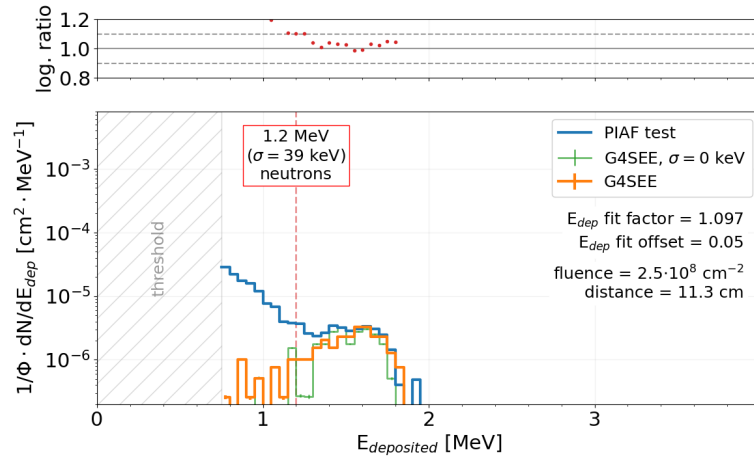 log. ratio
1.2
1.0
0.8
1/Φ · dN/dE_dep [cm² · MeV⁻¹]
10⁻³
10⁻⁴
10⁻⁵
10⁻⁶
threshold
1.2 MeV
(σ = 39 keV)
neutrons
PIAF test
G4SEE, σ = 0 keV
G4SEE
E_dep fit factor = 1.097
E_dep fit offset = 0.05
fluence = 2.5·10⁸ cm⁻²
distance = 11.3 cm
0 1 2 3
E_deposited [MeV]